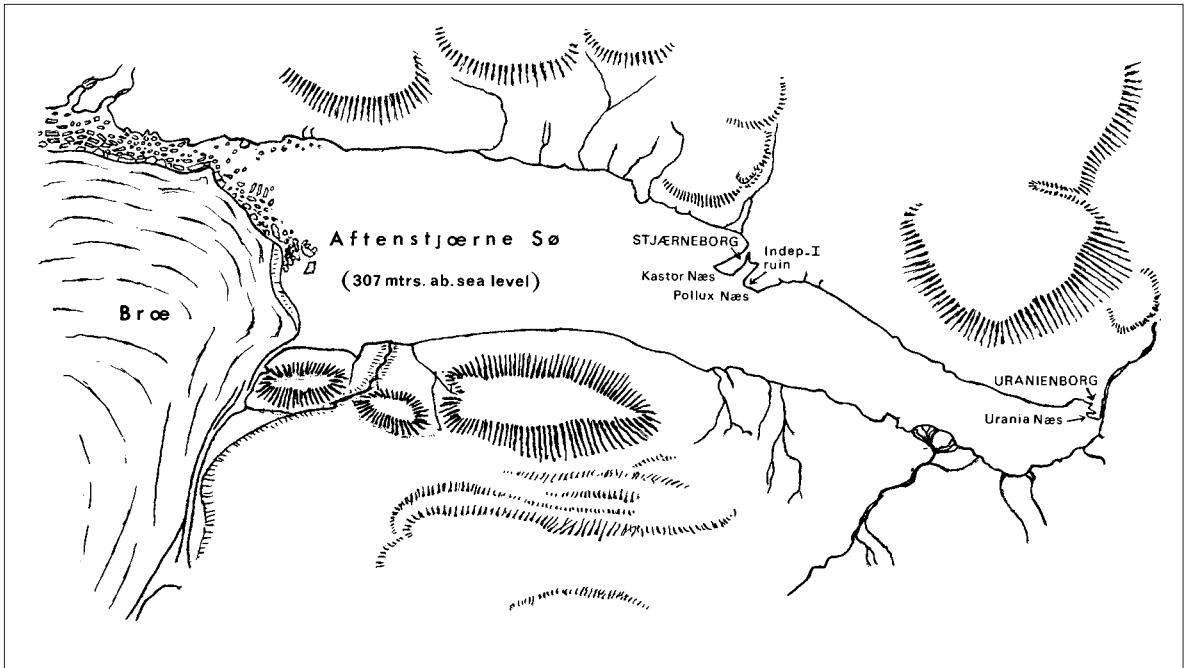 Aftenstjœrne Sø
(307 mtrs. ab. sea level)
Brœ
STJÆRNEBORG
Indep.I
ruin
Kastor Næs
Pollux Næs
URANIENBORG
Urania Næs